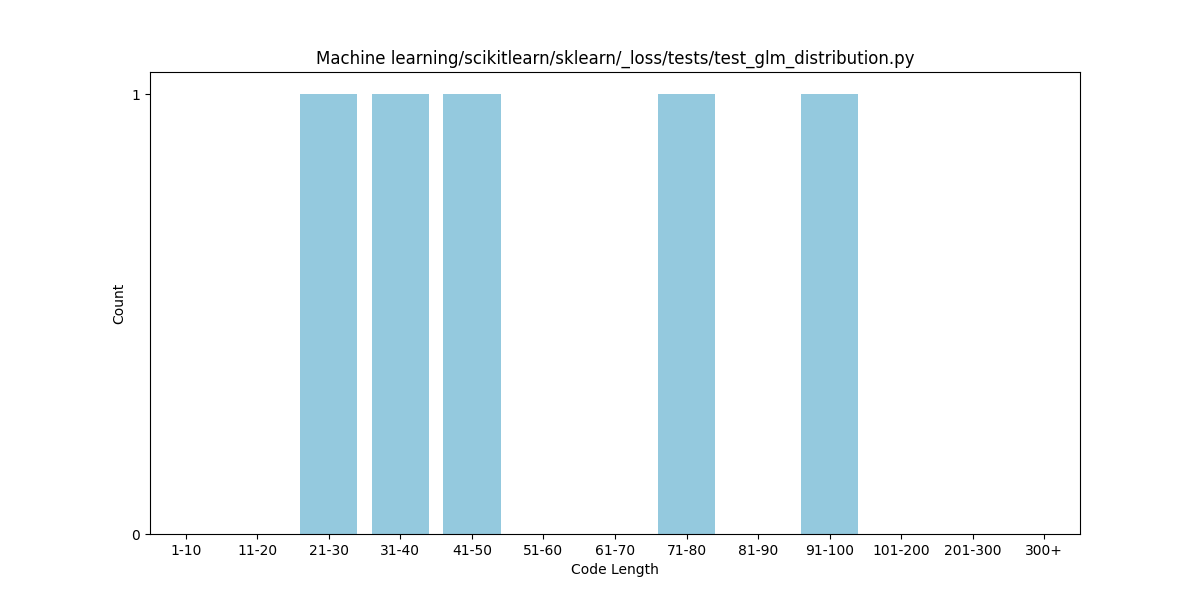 Machine learning/scikitlearn/sklearn/_loss/tests/test_glm_distribution.py
1
Count
0
1-10 11-20 21-30 31-40 41-50 51-60 61-70 71-80 81-90 91-100 101-200 201-300 300+
Code Length